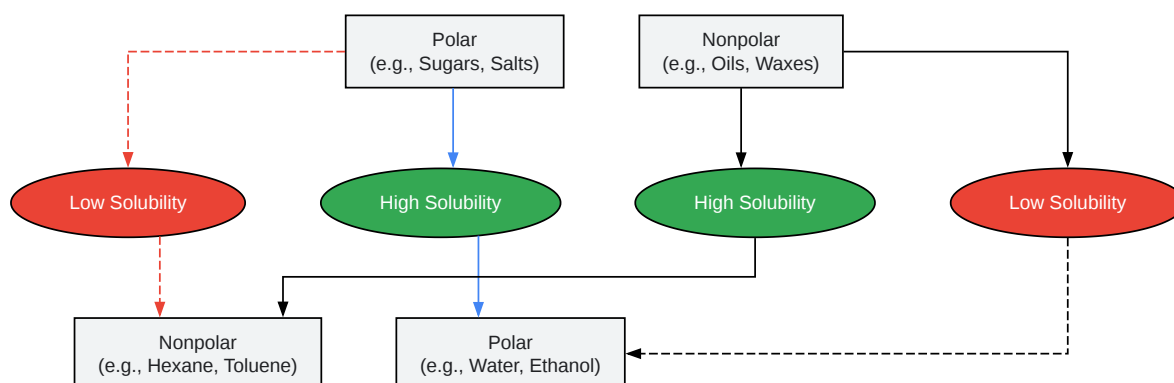 Polar
(e.g., Sugars, Salts)
Nonpolar
(e.g., Oils, Waxes)
Low Solubility
High Solubility
High Solubility
Low Solubility
Nonpolar
(e.g., Hexane, Toluene)
Polar
(e.g., Water, Ethanol)